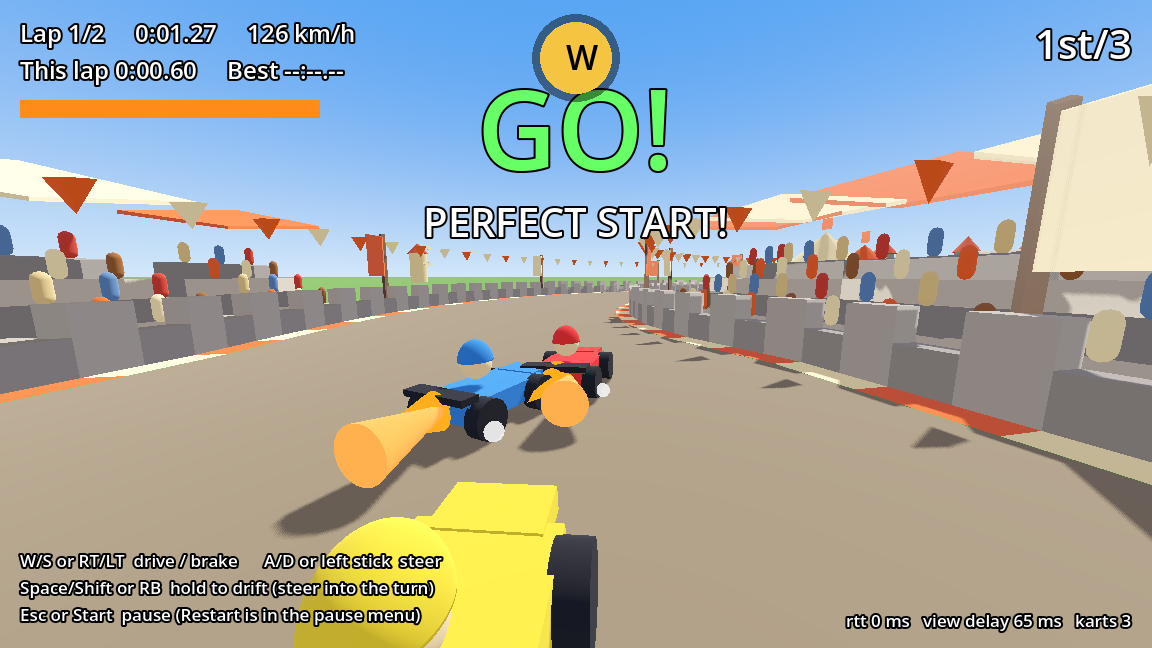 Lap 1/2 0:01.27 126 km/h
This lap 0:00.60 Best --:--.--
W
1st/3
GO!
PERFECT START!
W/S or RT/LT drive / brake A/D or left stick steer
Space/Shift or RB hold to drift (steer into the turn)
Esc or Start pause (Restart is in the pause menu)
rtt 0 ms view delay 65 ms karts 3